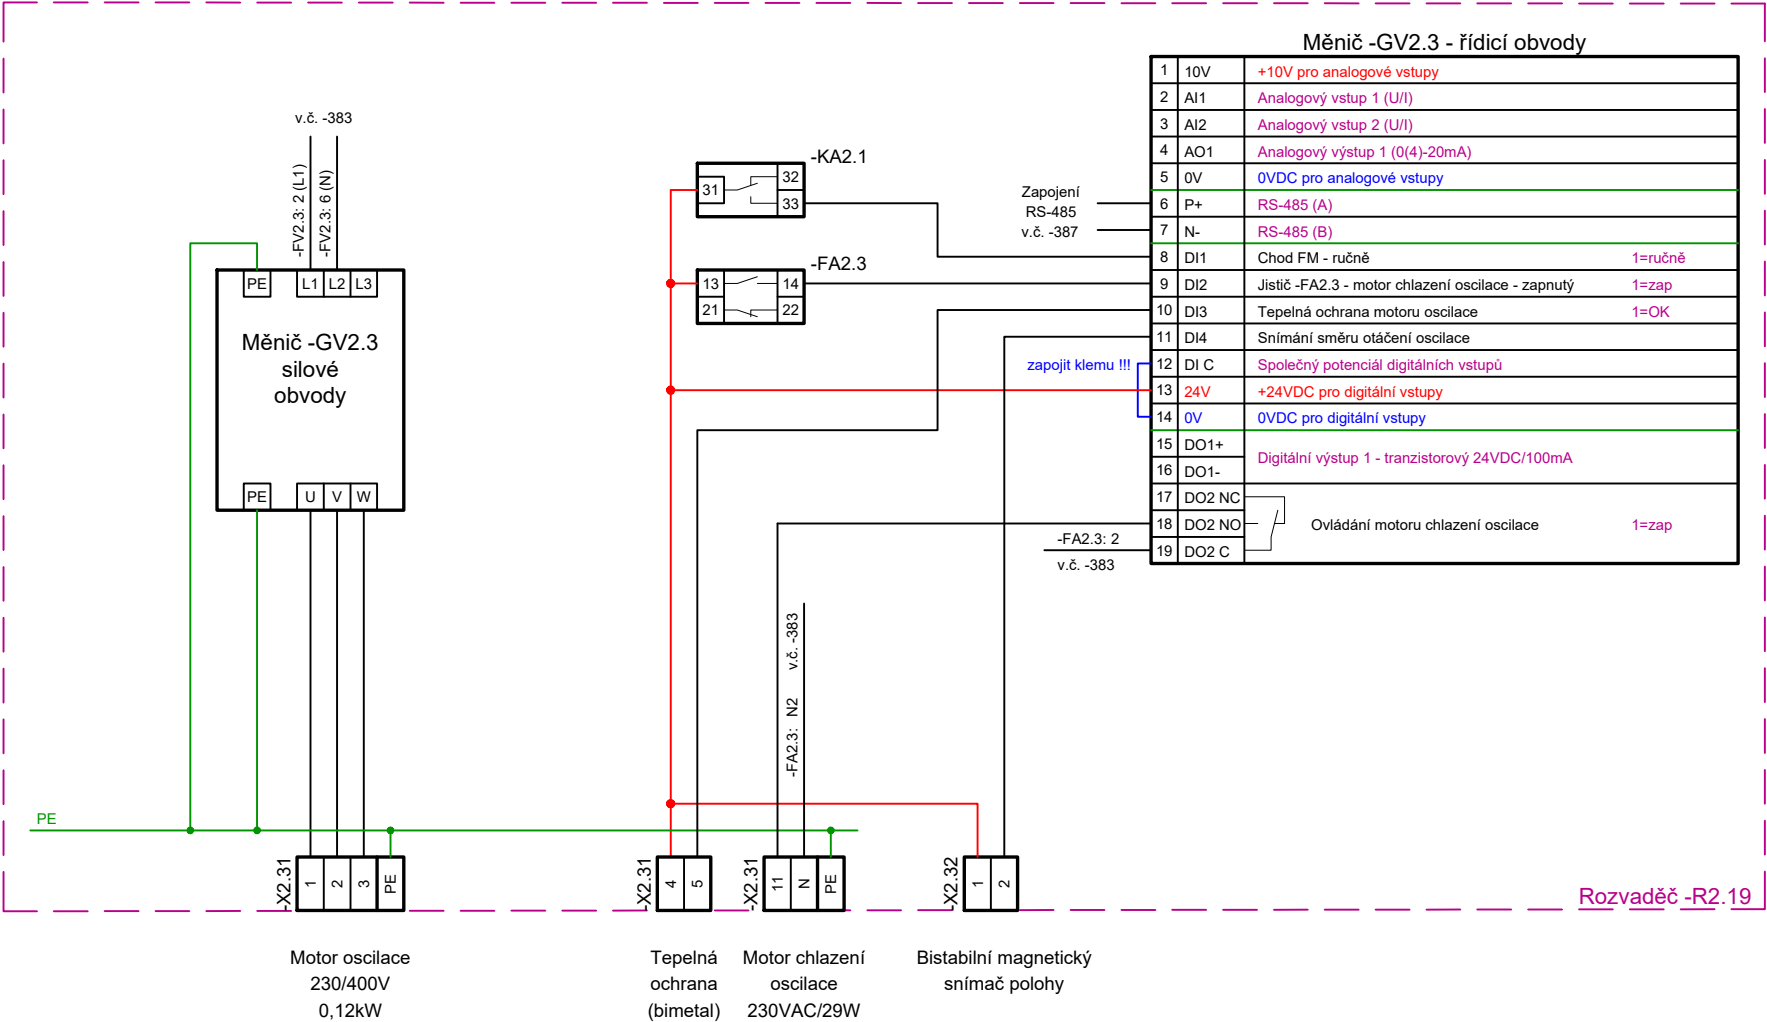 Měnič -GV2.3 - řídicí obvody
1 10V +10V pro analogové vstupy
2 AI1 Analogový vstup 1 (U/I)
3 AI2 Analogový vstup 2 (U/I)
4 AO1 Analogový výstup 1 (0(4)-20mA)
5 0V 0VDC pro analogové vstupy
6 P+ RS-485 (A)
7 N- RS-485 (B)
8 DI1 Chod FM - ručně 1=ručně
9 DI2 Jistič -FA2.3 - motor chlazení oscilace - zapnutý 1=zap
10 DI3 Tepelná ochrana motoru oscilace 1=OK
11 DI4 Snímání směru otáčení oscilace
12 DI C Společný potenciál digitálních vstupů
13 24V +24VDC pro digitální vstupy
14 0V 0VDC pro digitální vstupy
15 DO1+
16 DO1-
Digitální výstup 1 - tranzistorový 24VDC/100mA
17 DO2 NC
18 DO2 NO Ovládání motoru chlazení oscilace 1=zap
19 DO2 C
v.č. -383
-FV2.3: 2 (L1)
-FV2.3: 6 (N)
PE L1 L2 L3
Měnič -GV2.3
silové
obvody
PE U V W
-KA2.1
31 32
33
-FA2.3
13 14
21 22
Zapojení
RS-485
v.č. -387
zapojit klemu !!!
-FA2.3: 2
v.č. -383
-FA2.3: N2 v.č. -383
PE
-X2.31 1 2 3 PE
-X2.31 4 5
-X2.31 11 N PE
-X2.32 1 2
Rozvaděč -R2.19
Motor oscilace
230/400V
0,12kW
Tepelná
ochrana
(bimetal)
Motor chlazení
oscilace
230VAC/29W
Bistabilní magnetický
snímač polohy